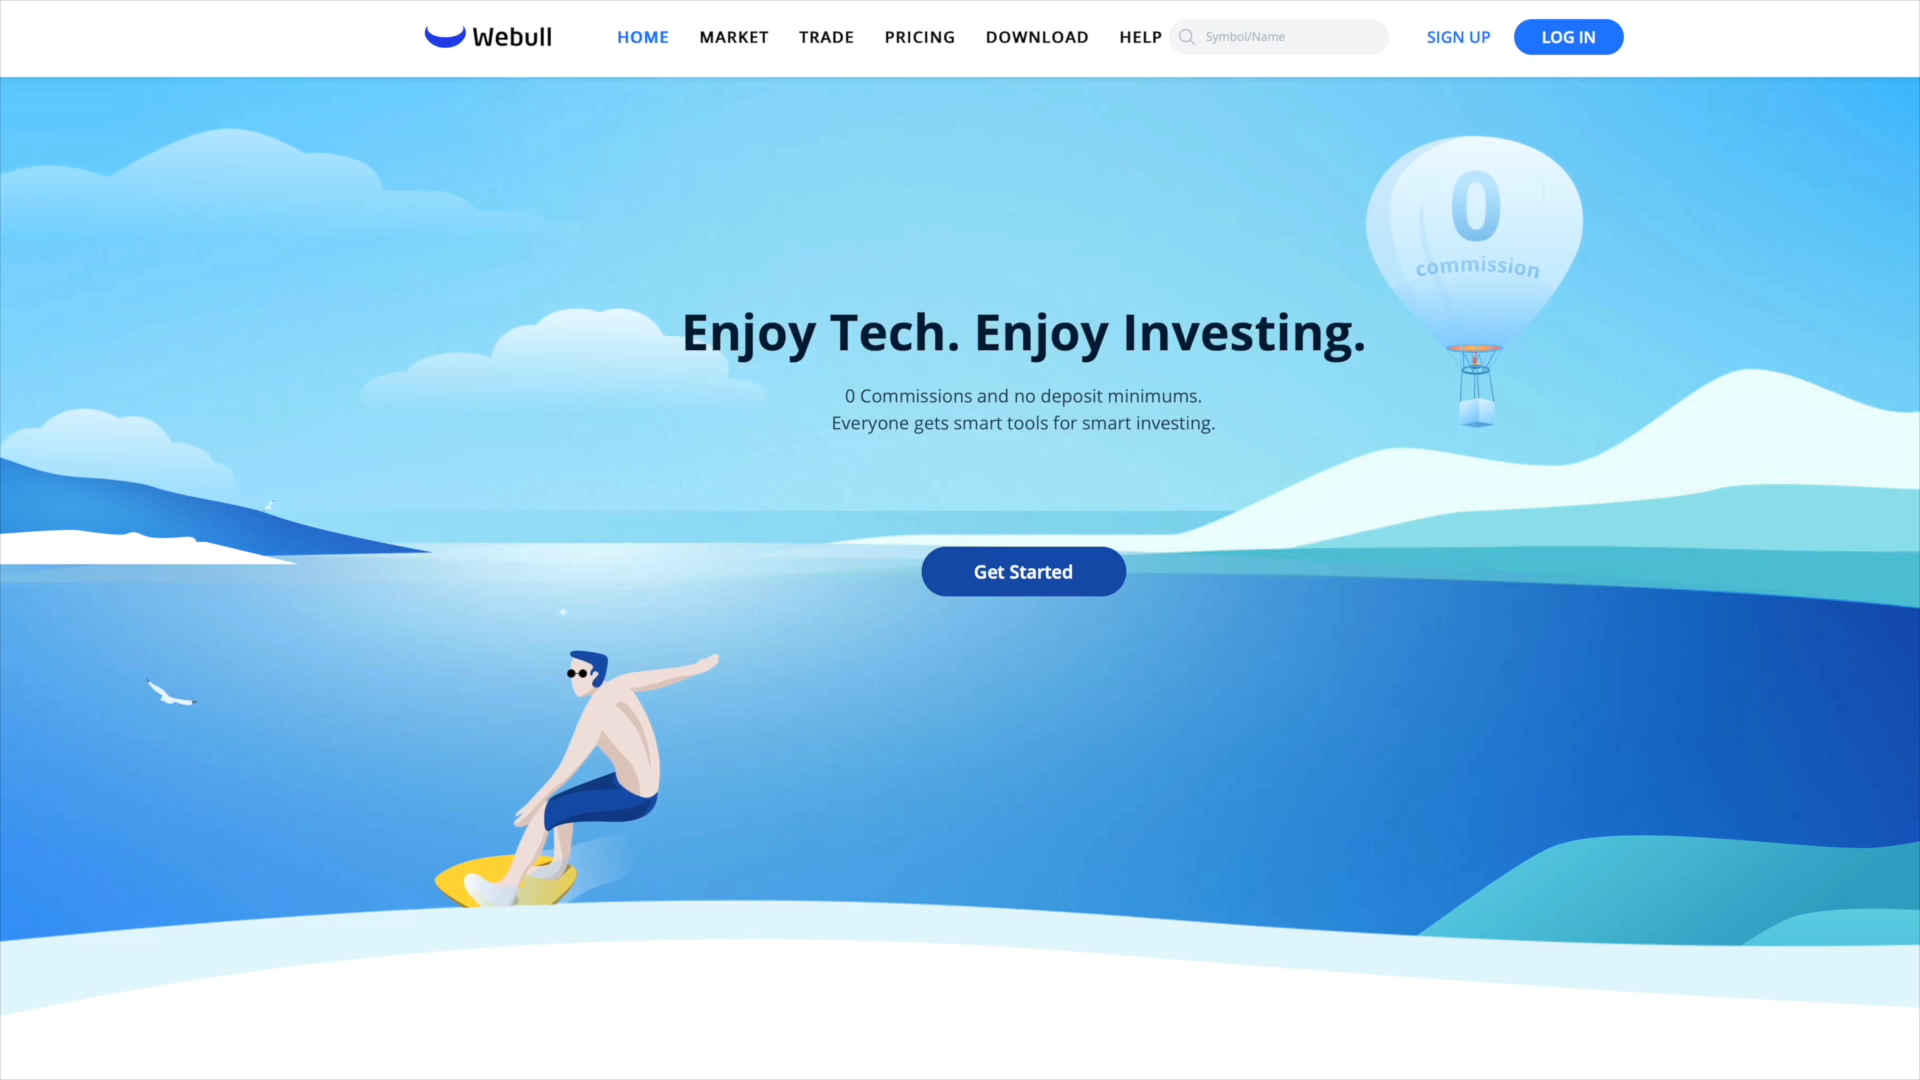 Webull HOME MARKET TRADE PRICING DOWNLOAD HELP Symbol/Name SIGN UP LOG IN
0
commission
Enjoy Tech. Enjoy Investing.
0 Commissions and no deposit minimums.
Everyone gets smart tools for smart investing.
Get Started